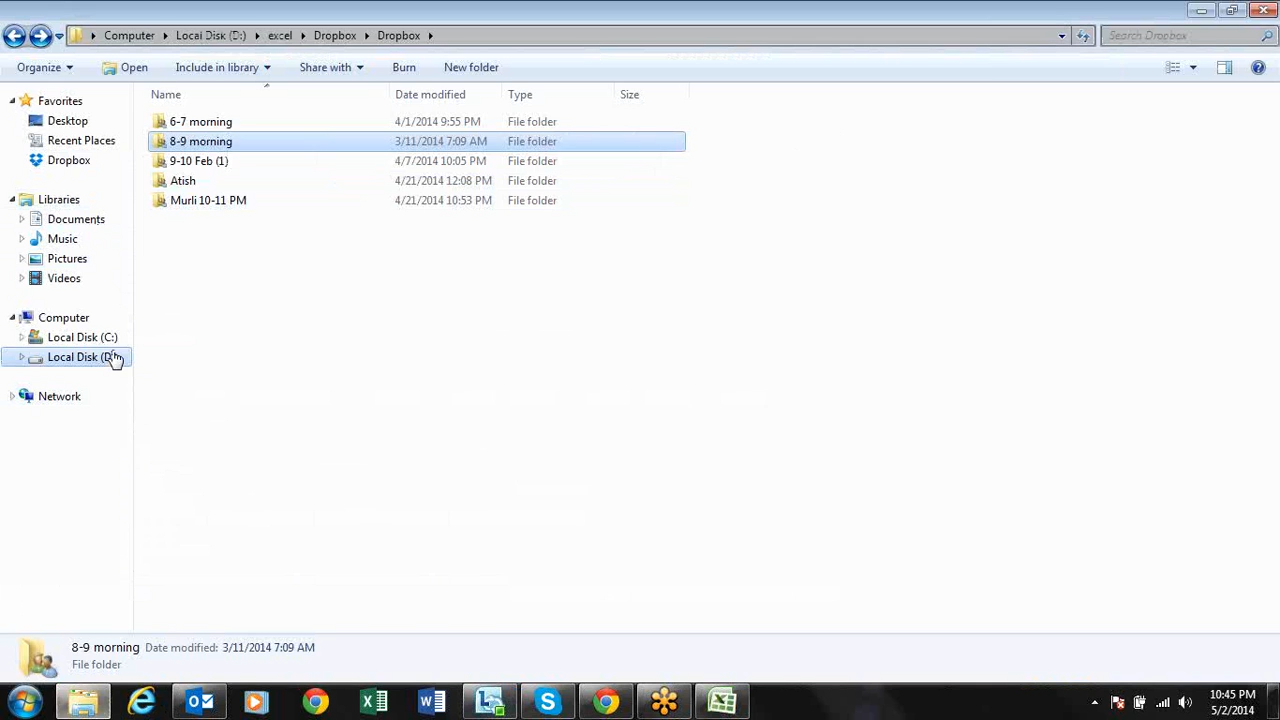 Computer Local Disk (D:) excel Dropbox Dropbox Search Dropbox
Organize Open Include in library Share with Burn New folder
Name Date modified Type Size
Favorites
Desktop
Recent Places
Dropbox
Libraries
Documents
Music
Pictures
Videos
Computer
Local Disk (C:)
Local Disk (D
Network
6-7 morning 4/1/2014 9:55 PM File folder
8-9 morning 3/11/2014 7:09 AM File folder
9-10 Feb (1) 4/7/2014 10:05 PM File folder
Atish 4/21/2014 12:08 PM File folder
Murli 10-11 PM 4/21/2014 10:53 PM File folder
8-9 morning Date modified: 3/11/2014 7:09 AM
File folder
10:45 PM
5/2/2014